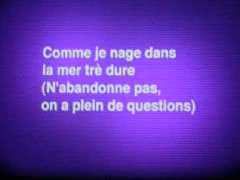 Comme je nage dans
la mer trè dure
(N'abandonne pas,
on a plein de questions)